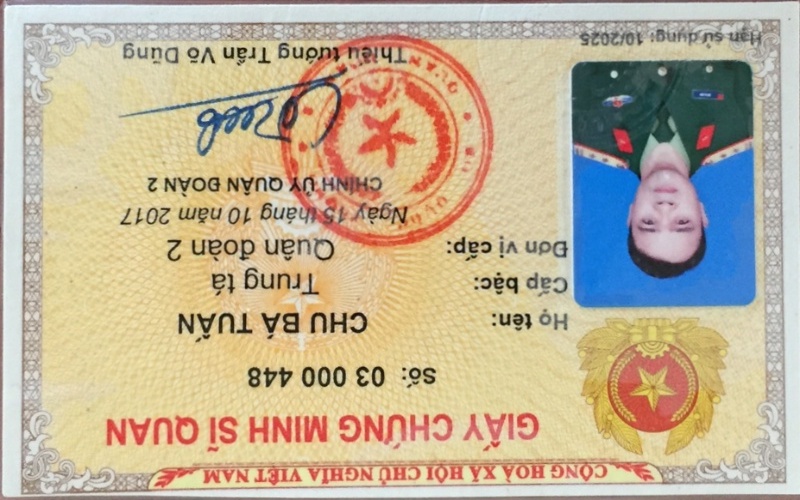 CỘNG HOÀ XÃ HỘI CHỦ NGHĨA VIỆT NAM
GIẤY CHỨNG MINH SĨ QUAN
Số: 03 000 448
Họ tên: CHU BÁ TUẤN
Cấp bậc: Trung tá
Đơn vị cấp: Quân đoàn 2
Ngày 15 tháng 10 năm 2017
CHÍNH ỦY QUÂN ĐOÀN 2
Thiếu tướng Trần Võ Dũng
Hạn sử dụng: 10/2025